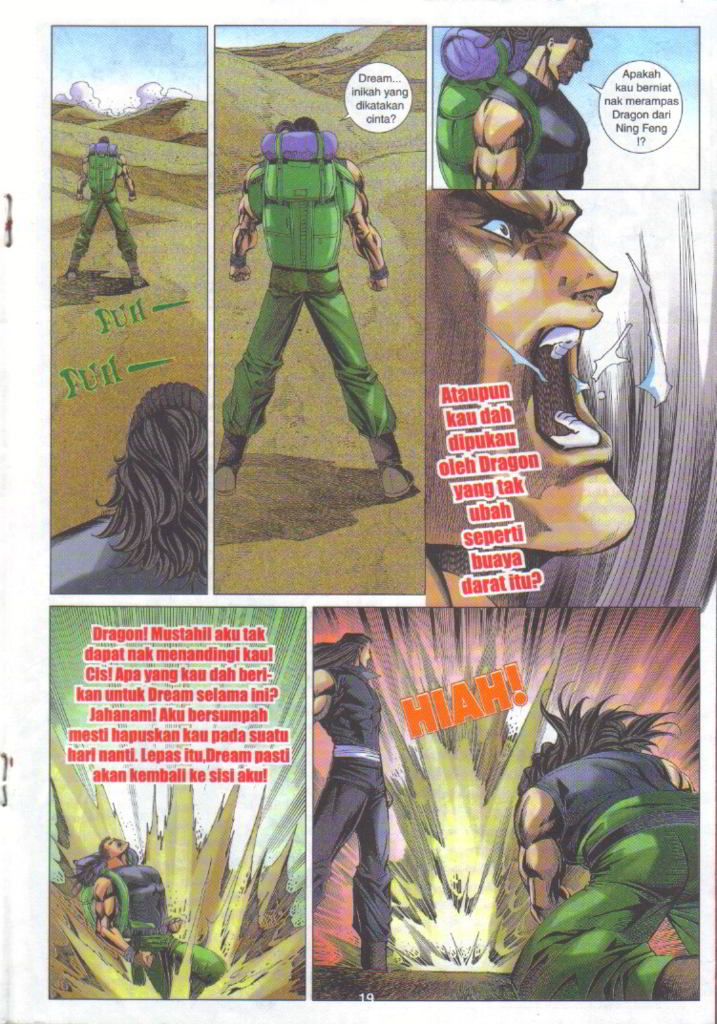 Dream...
inikah yang
dikatakan
cinta?
Apakah
kau berniat
nak merampas
Dragon dari
Ning Feng
!?
FUH
FUH
Ataupun
kau dah
dipukau
oleh Dragon
yang tak
ubah
seperti
buaya
darat itu?
Dragon! Mustahil aku tak
dapat nak menandingi kau!
Cis! Apa yang kau dah beri-
kan untuk Dream selama ini?
Jahanam! Aku bersumpah
mesti hapuskan kau pada suatu
hari nanti. Lepas itu,Dream pasti
akan kembali ke sisi aku!
HIAH!
19